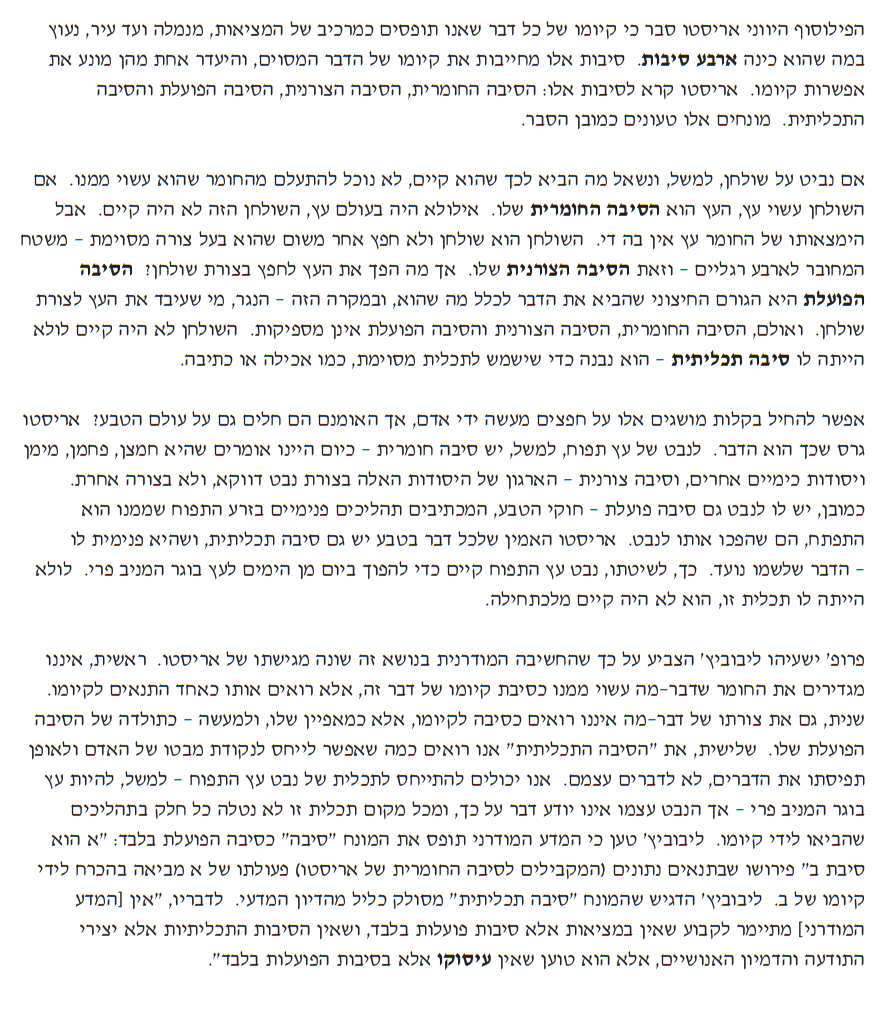 הפילוסוף היווני אריסטו סבר כי קיומו של כל דבר שאנו תופסים כמרכיב של המציאות, מנמלה ועד עיר, נעוץ
במה שהוא כינה ארבע סיבות. סיבות אלו מחייבות את קיומו של הדבר המסוים, והיעדר אחת מהן מונע את
אפשרות קיומו. אריסטו קרא לסיבות אלו: הסיבה החומרית, הסיבה הצורנית, הסיבה הפועלת והסיבה
התכליתית. מונחים אלו טעונים כמובן הסבר.
אם נביט על שולחן, למשל, ונשאל מה הביא לכך שהוא קיים, לא נוכל להתעלם מהחומר שהוא עשוי ממנו. אם
השולחן עשוי עץ, העץ הוא הסיבה החומרית שלו. אילולא היה בעולם עץ, השולחן הזה לא היה קיים. אבל
הימצאותו של החומר עץ אין בה די. השולחן הוא שולחן ולא חפץ אחר משום שהוא בעל צורה מסוימת – משטח
המחובר לארבע רגליים – וזאת הסיבה הצורנית שלו. אך מה הפך את העץ לחפץ בצורת שולחן? הסיבה
הפועלת היא הגורם החיצוני שהביא את הדבר לכלל מה שהוא, ובמקרה הזה – הנגר, מי שעיבד את העץ לצורת
שולחן. ואולם, הסיבה החומרית, הסיבה הצורנית והסיבה הפועלת אינן מספיקות. השולחן לא היה קיים לולא
הייתה לו סיבה תכליתית – הוא נבנה כדי שישמש לתכלית מסוימת, כמו אכילה או כתיבה.
אפשר להחיל בקלות מושגים אלו על חפצים מעשה ידי אדם, אך האומנם הם חלים גם על עולם הטבע? אריסטו
גרס שכך הוא הדבר. לנבט של עץ תפוח, למשל, יש סיבה חומרית – כיום היינו אומרים שהיא חמצן, פחמן, מימן
ויסודות כימיים אחרים, וסיבה צורנית – הארגון של היסודות האלה בצורת נבט דווקא, ולא בצורה אחרת.
כמובן, יש לו לנבט גם סיבה פועלת – חוקי הטבע, המכתיבים תהליכים פנימיים בזרע התפוח שממנו הוא
התפתח, הם שהפכו אותו לנבט. אריסטו האמין שלכל דבר בטבע יש גם סיבה תכליתית, ושהיא פנימית לו
– הדבר שלשמו נועד. כך, לשיטתו, נבט עץ התפוח קיים כדי להפוך ביום מן הימים לעץ בוגר המניב פרי. לולא
הייתה לו תכלית זו, הוא לא היה קיים מלכתחילה.
פרופ' ישעיהו ליבוביץ' הצביע על כך שהחשיבה המודרנית בנושא זה שונה מגישתו של אריסטו. ראשית, איננו
מגדירים את החומר שדבר-מה עשוי ממנו כסיבת קיומו של דבר זה, אלא רואים אותו כאחד התנאים לקיומו.
שנית, גם את צורתו של דבר-מה איננו רואים כסיבה לקיומו, אלא כמאפיין שלו, ולמעשה – כתולדה של הסיבה
הפועלת שלו. שלישית, את "הסיבה התכליתית" אנו רואים כמה שאפשר לייחס לנקודת מבטו של האדם ולאופן
תפיסתו את הדברים, לא לדברים עצמם. אנו יכולים להתייחס לתכלית של נבט עץ התפוח – למשל, להיות עץ
בוגר המניב פרי – אך הנבט עצמו אינו יודע דבר על כך, ומכל מקום תכלית זו לא נטלה כל חלק בתהליכים
שהביאו לידי קיומו. ליבוביץ' טען כי המדע המודרני תופס את המונח "סיבה" כסיבה הפועלת בלבד: "א הוא
סיבת ב" פירושו שבתנאים נתונים (המקבילים לסיבה החומרית של אריסטו) פעולתו של א מביאה בהכרח לידי
קיומו של ב. ליבוביץ' הדגיש שהמונח "סיבה תכליתית" מסולק כליל מהדיון המדעי. לדבריו, "אין [המדע
המודרני] מתיימר לקבוע שאין במציאות אלא סיבות פועלות בלבד, ושאין הסיבות התכליתיות אלא יצירי
התודעה והדמיון האנושיים, אלא הוא טוען שאין עיסוקו אלא בסיבות הפועלות בלבד".